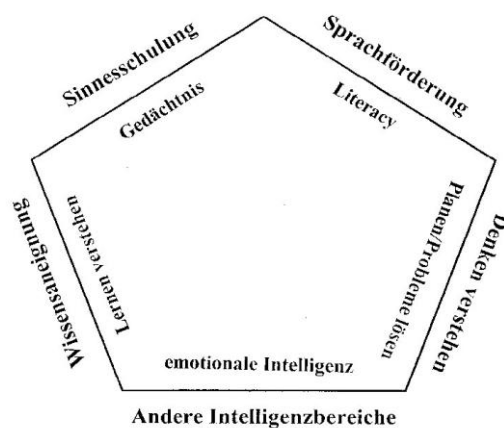 Sinnesschulung
Sprachförderung
Gedächtnis
Literacy
Wissensaneignung
Lernen verstehen
Planen/Probleme lösen
Denken verstehen
emotionale Intelligenz
Andere Intelligenzbereiche